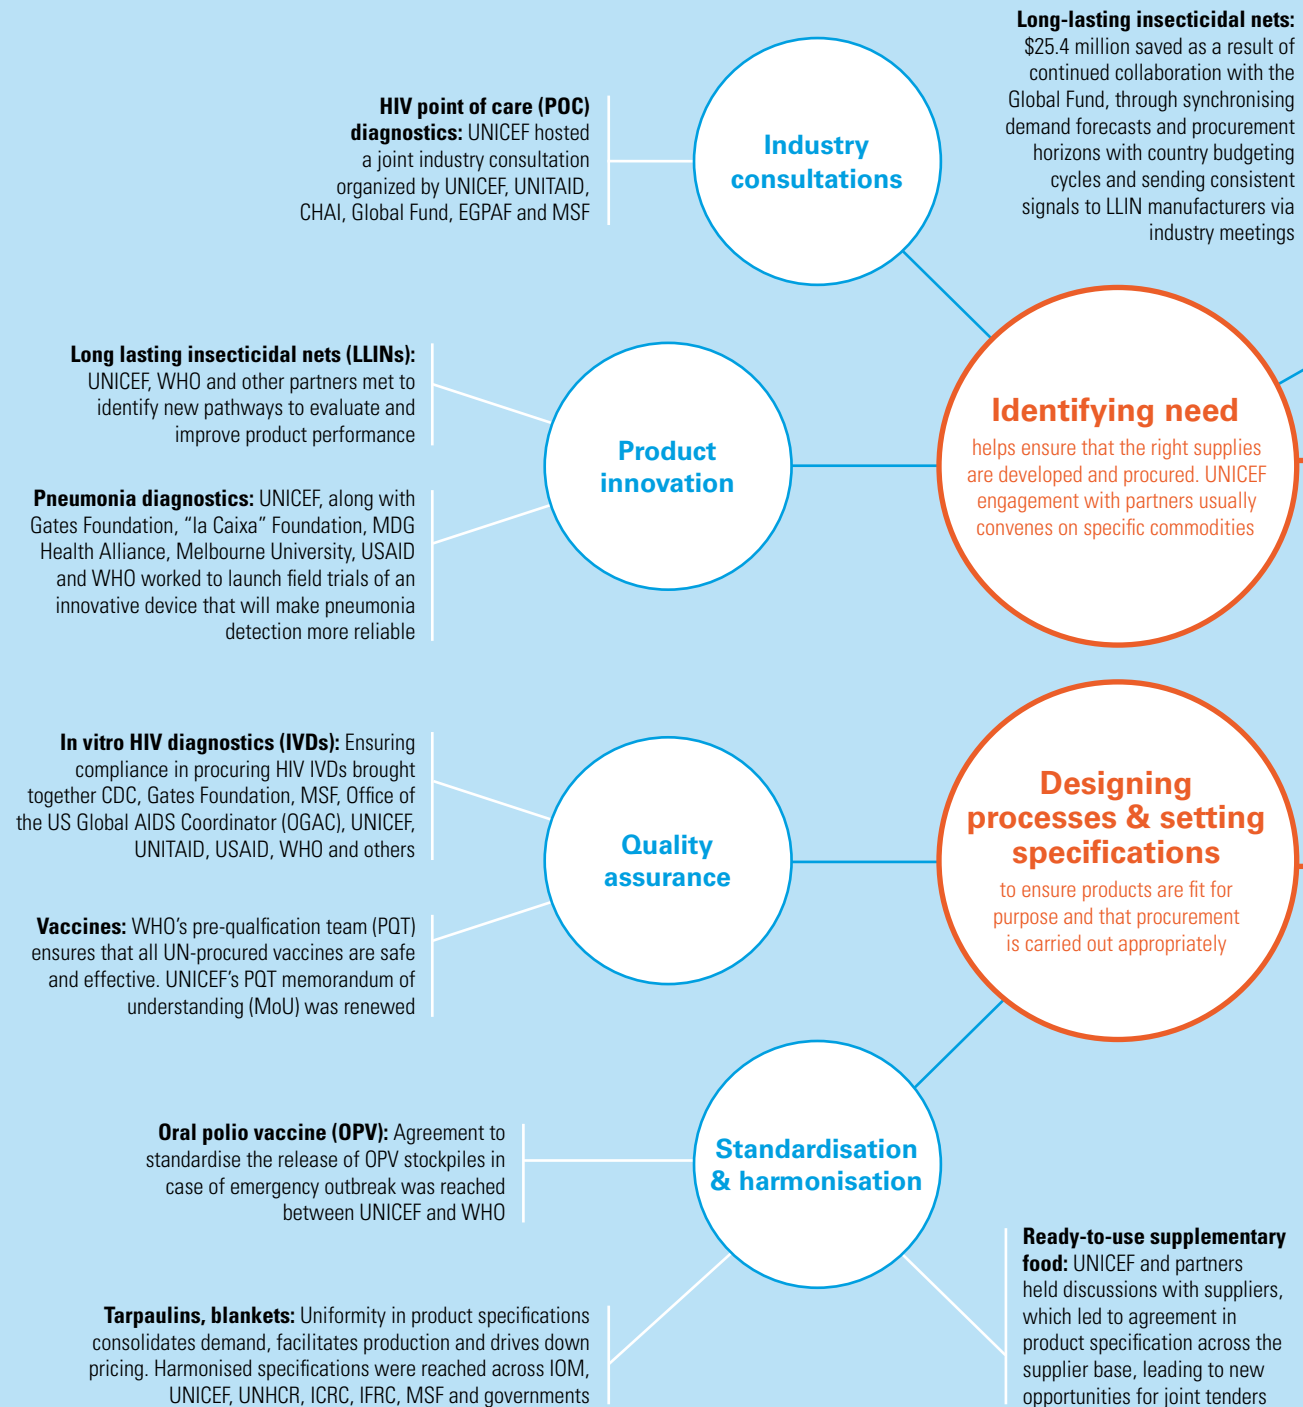 Long-lasting insecticidal nets:
$25.4 million saved as a result of
continued collaboration with the
Global Fund, through synchronising
demand forecasts and procurement
horizons with country budgeting
cycles and sending consistent
signals to LLIN manufacturers via
industry meetings
HIV point of care (POC)
diagnostics: UNICEF hosted
a joint industry consultation
organized by UNICEF, UNITAID,
CHAI, Global Fund, EGPAF and MSF
Industry
consultations
Long lasting insecticidal nets (LLINs):
UNICEF, WHO and other partners met to
identify new pathways to evaluate and
improve product performance
Pneumonia diagnostics: UNICEF, along with
Gates Foundation, “la Caixa” Foundation, MDG
Health Alliance, Melbourne University, USAID
and WHO worked to launch field trials of an
innovative device that will make pneumonia
detection more reliable
Product
innovation
Identifying need
helps ensure that the right supplies
are developed and procured. UNICEF
engagement with partners usually
convenes on specific commodities
In vitro HIV diagnostics (IVDs): Ensuring
compliance in procuring HIV IVDs brought
together CDC, Gates Foundation, MSF, Office of
the US Global AIDS Coordinator (OGAC), UNICEF,
UNITAID, USAID, WHO and others
Vaccines: WHO’s pre-qualfication team (PQT)
ensures that all UN-procured vaccines are safe
and effective. UNICEF’s PQT memorandum of
understanding (MoU) was renewed
Quality
assurance
Designing
processes & setting
specifications
to ensure products are fit for
purpose and that procurement
is carried out appropriately
Oral polio vaccine (OPV): Agreement to
standardise the release of OPV stockpiles in
case of emergency outbreak was reached
between UNICEF and WHO
Standardisation
& harmonisation
Tarpaulins, blankets: Uniformity in product specifications
consolidates demand, facilitates production and drives down
pricing. Harmonised specifications were reached across IOM,
UNICEF, UNHCR, ICRC, IFRC, MSF and governments
Ready-to-use supplementary
food: UNICEF and partners
held discussions with suppliers,
which led to agreement in
product specification across the
supplier base, leading to new
opportunities for joint tenders